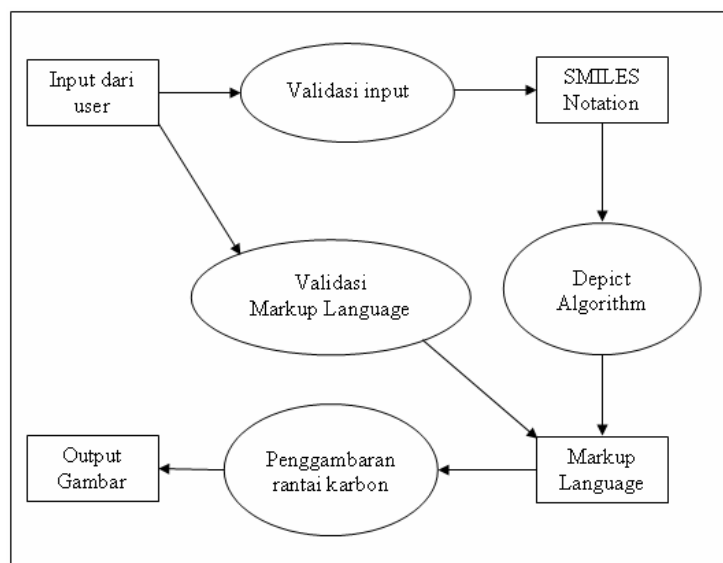 Input dari
user
Validasi input
SMILES
Notation
Validasi
Markup Language
Depict
Algorithm
Output
Gambar
Penggambaran
rantai karbon
Markup
Language